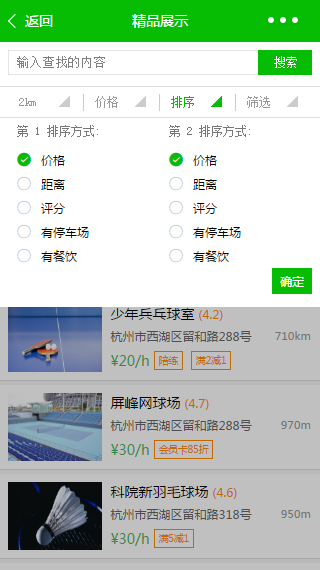 返回 精品展示
输入查找的内容 搜索
2km 价格 排序 筛选
第 1 排序方式: 第 2 排序方式:
价格 价格
距离 距离
评分 评分
有停车场 有停车场
有餐饮 有餐饮
确定
少年乒乓球室 (4.2)
杭州市西湖区留和路288号 710km
¥20/h 陪练 满2减1
屏峰网球场 (4.7)
杭州市西湖区留和路288号 970m
¥30/h 会员卡85折
科院新羽毛球场 (4.6)
杭州市西湖区留和路318号 950m
¥30/h 满5减1